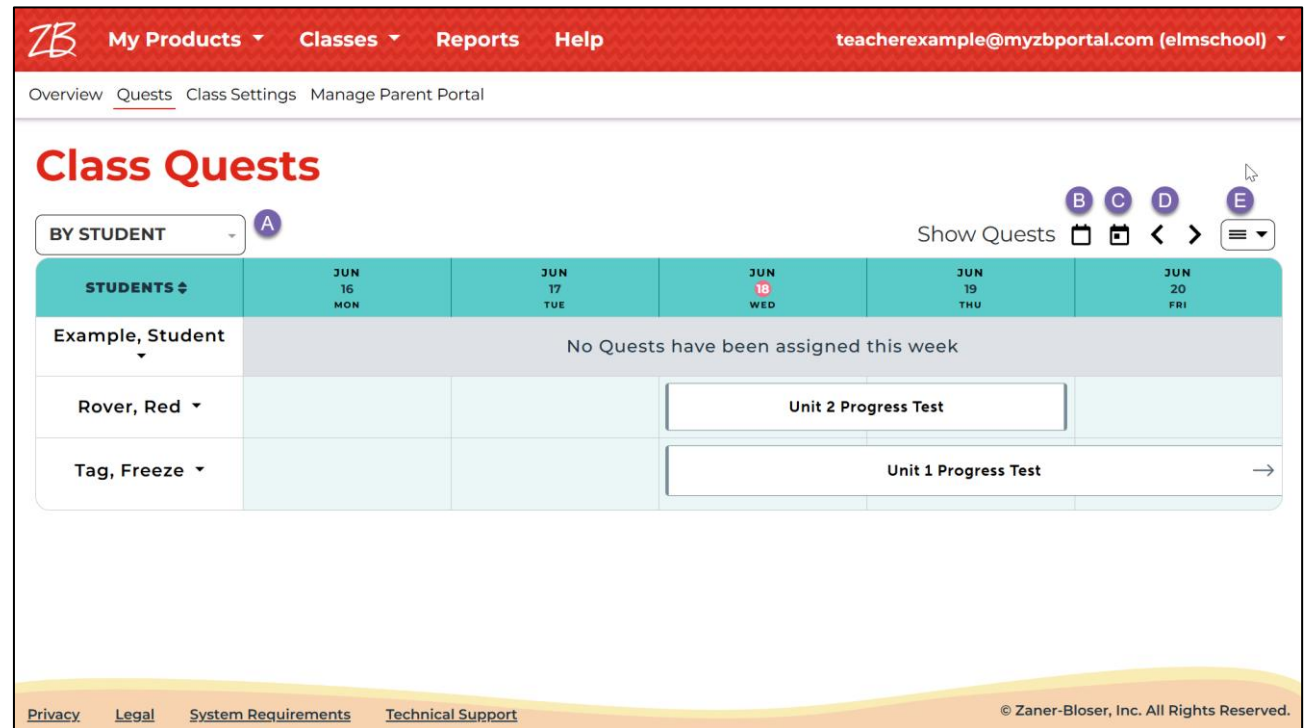 ZB My Products Classes Reports Help teacherexample@myzbportal.com (elmschool)
Overview Quests Class Settings Manage Parent Portal
Class Quests
B C D E
BY STUDENT A Show Quests
STUDENTS JUN 16 MON JUN 17 TUE JUN 18 WED JUN 19 THU JUN 20 FRI
Example, Student No Quests have been assigned this week
Rover, Red Unit 2 Progress Test
Tag, Freeze Unit 1 Progress Test →
Privacy Legal System Requirements Technical Support © Zaner-Bloser, Inc. All Rights Reserved.